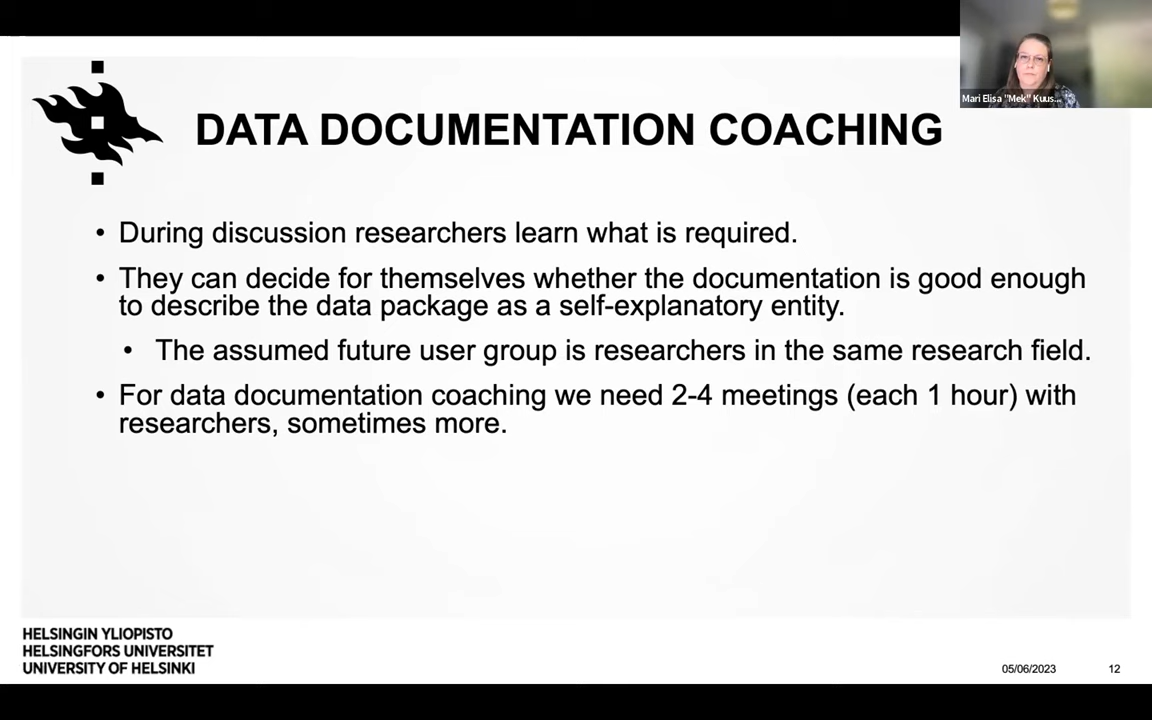 Mari Elisa "Mek" Kuus...
DATA DOCUMENTATION COACHING
• During discussion researchers learn what is required.
• They can decide for themselves whether the documentation is good enough
to describe the data package as a self-explanatory entity.
• The assumed future user group is researchers in the same research field.
• For data documentation coaching we need 2-4 meetings (each 1 hour) with
researchers, sometimes more.
HELSINGIN YLIOPISTO
HELSINGFORS UNIVERSITET
UNIVERSITY OF HELSINKI
05/06/2023
12